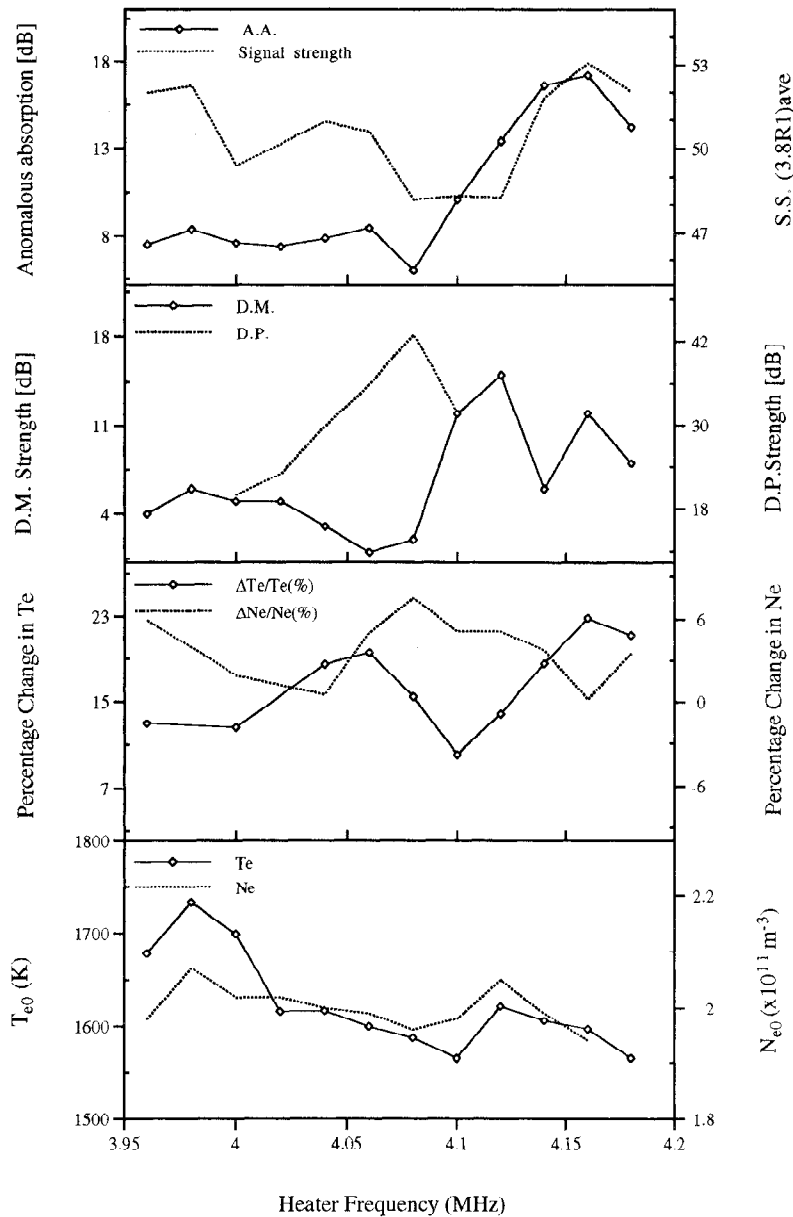 A.A.
Signal strength
18
13
8
Anomalous absorption [dB]
53
50
47
S.S. (3.8R1)ave
D.M.
D.P.
18
11
4
D.M. Strength [dB]
42
30
18
D.P.Strength [dB]
ΔTe/Te(%)
ΔNe/Ne(%)
23
15
7
Percentage Change in Te
6
0
-6
Percentage Change in Ne
Te
Ne
1800
1700
1600
1500
Te0 (K)
2.2
2
1.8
Ne0 (x10^11 m^-3)
3.95
4
4.05
4.1
4.15
4.2
Heater Frequency (MHz)